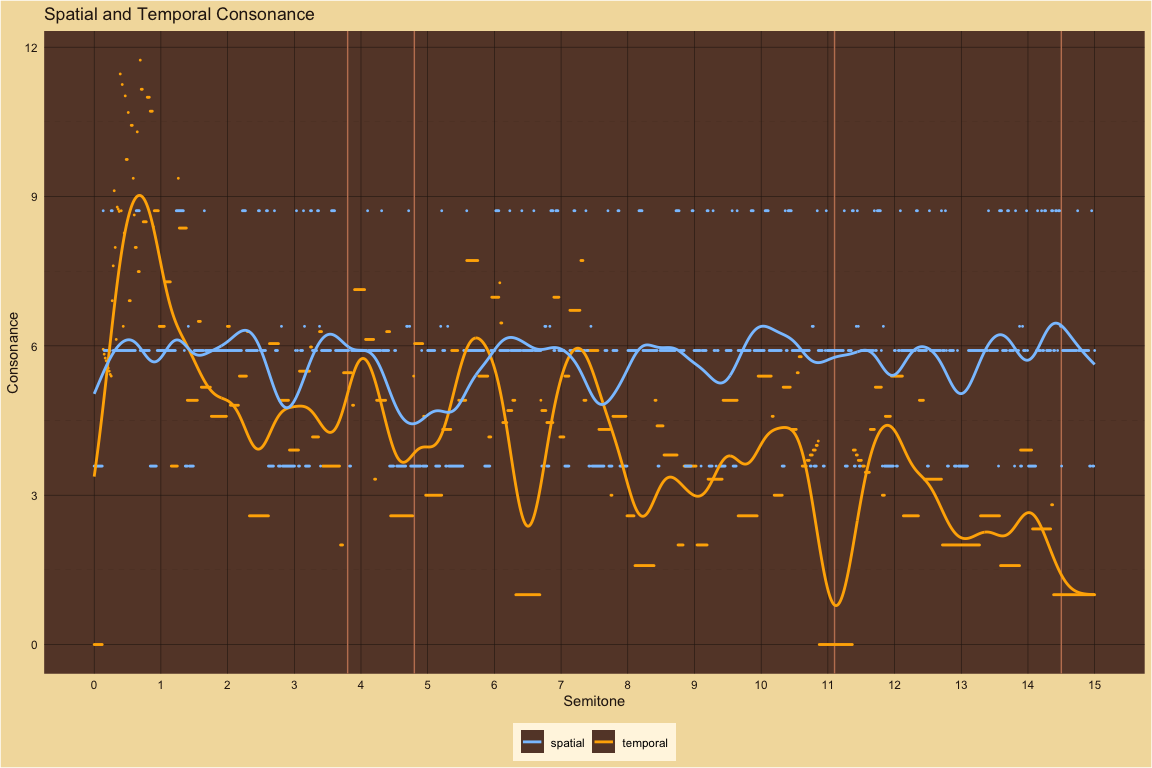 Spatial and Temporal Consonance
Consonance
12
9
6
3
0
0 1 2 3 4 5 6 7 8 9 10 11 12 13 14 15
Semitone
spatial temporal